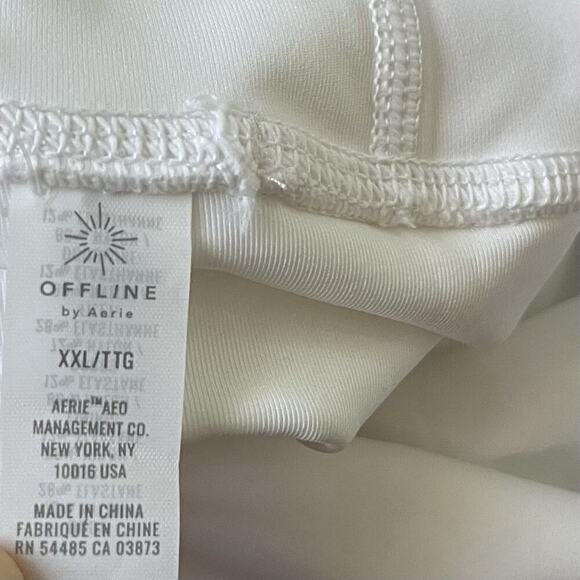 OFFLINE
by Aerie
XXL/TTG
AERIE™AEO
MANAGEMENT CO.
NEW YORK, NY
10016 USA
MADE IN CHINA
FABRIQUÉ EN CHINE
RN 54485 CA 03873